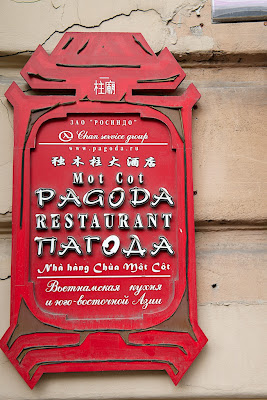 柱廟
ЗАО "РОСИНДО"
Chan service group
www.pagoda.ru
独木柱大酒店
Mot Cot
PAGODA
RESTAURANT
ПАГОДА
Nhà hàng Chùa Một Cột
Вьетнамская кухня
и юго-восточной Азии